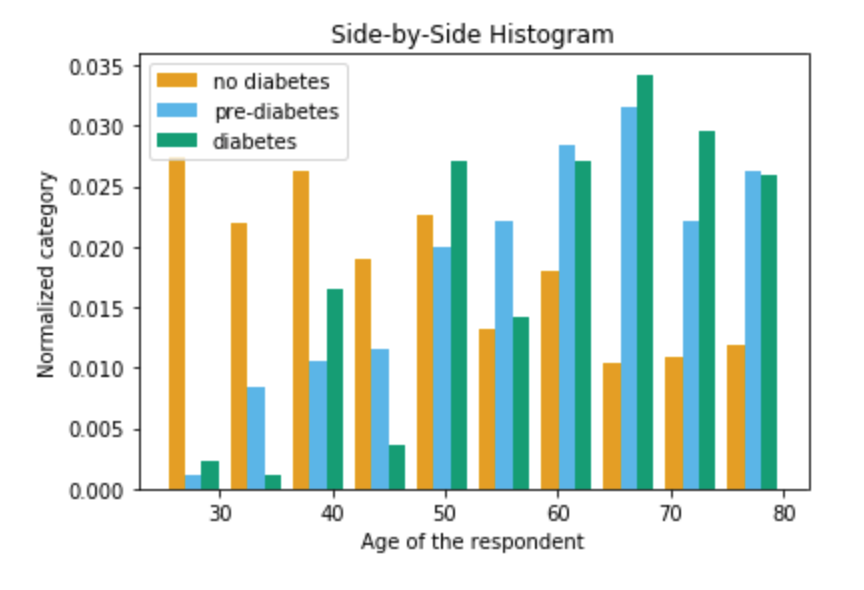 Side-by-Side Histogram
0.035
0.030
0.025
0.020
0.015
0.010
0.005
0.000
Normalized category
no diabetes
pre-diabetes
diabetes
30 40 50 60 70 80
Age of the respondent